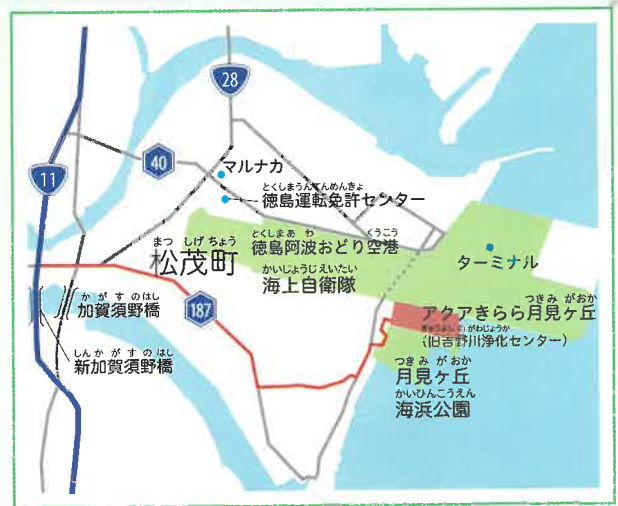 28
11
40
マルナカ
とくしまうんてんめんきょ
徳島運転免許センター
まつ しげ ちょう
松茂町
とくしま あ わ くうこう
徳島阿波おどり空港
かいじょうじえいたい
海上自衛隊
ターミナル
187
か が す の はし
加賀須野橋
しん か が す の はし
新加賀須野橋
つきみ がおか
アクアきらら月見ヶ丘
きゅうよしのがわじょうか
(旧吉野川浄化センター)
つき み が おか
月見ヶ丘
かいひんこうえん
海浜公園